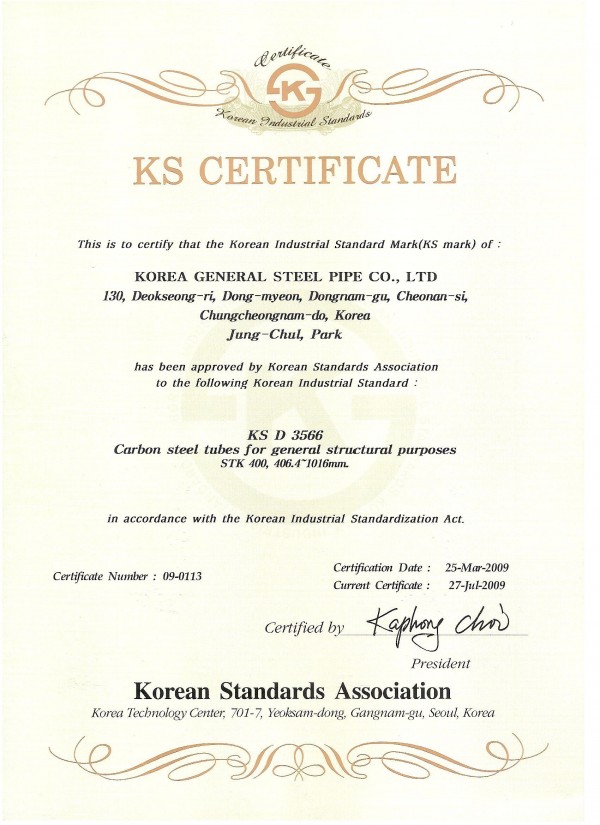 Certificate
KS
Korean Industrial Standards
KS CERTIFICATE
This is to certify that the Korean Industrial Standard Mark(KS mark) of :
KOREA GENERAL STEEL PIPE CO., LTD
130, Deokseong-ri, Dong-myeon, Dongnam-gu, Cheonan-si,
Chungcheongnam-do, Korea
Jung-Chul, Park
has been approved by Korean Standards Association
to the following Korean Industrial Standard :
KS D 3566
Carbon steel tubes for general structural purposes
STK 400, 406.4~1016mm.
in accordance with the Korean Industrial Standardization Act.
Certificate Number : 09-0113
Certification Date : 25-Mar-2009
Current Certificate : 27-Jul-2009
Certified by Kaphong Choi
President
Korean Standards Association
Korea Technology Center, 701-7, Yeoksam-dong, Gangnam-gu, Seoul, Korea